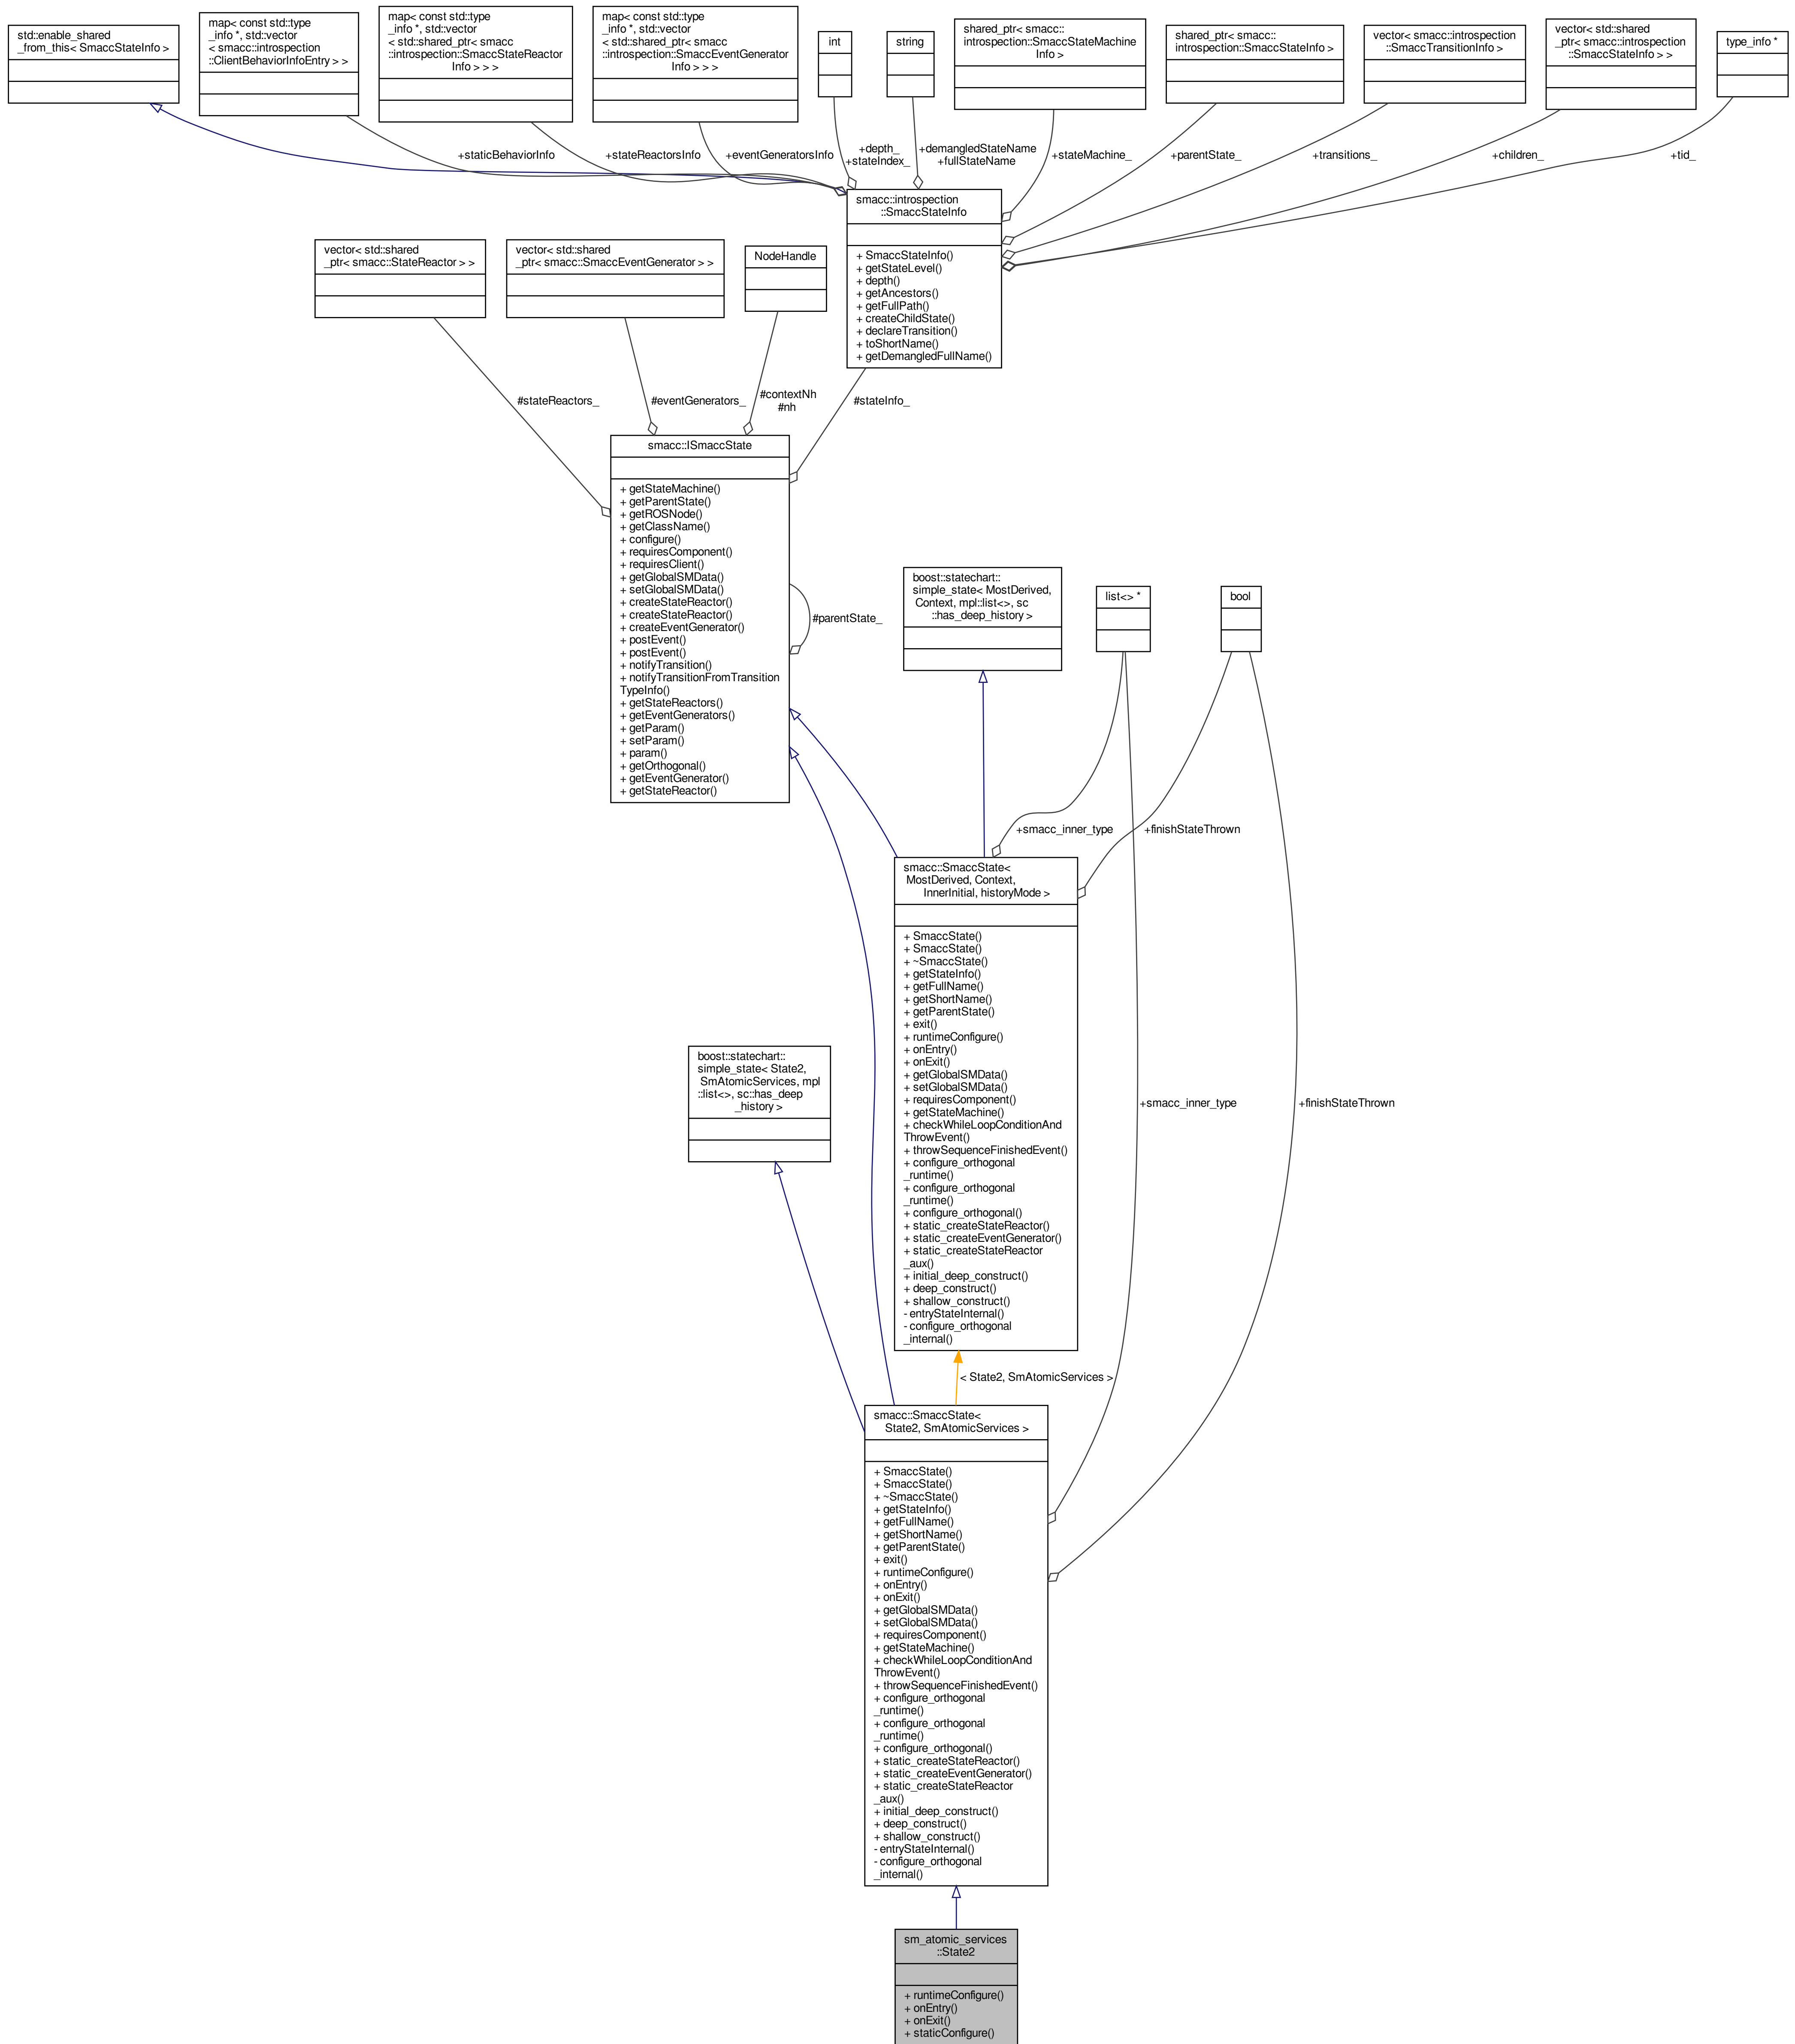 std::enable_shared
_from_this< SmaccStateInfo >
map< const std::type
_info *, std::vector
< smacc::introspection
::ClientBehaviorInfoEntry > >
map< const std::type
_info *, std::vector
< std::shared_ptr< smacc
::introspection::SmaccStateReactor
Info > > >
map< const std::type
_info *, std::vector
< std::shared_ptr< smacc
::introspection::SmaccEventGenerator
Info > > >
int
string
shared_ptr< smacc::
introspection::SmaccStateMachine
Info >
shared_ptr< smacc::
introspection::SmaccStateInfo >
vector< smacc::introspection
::SmaccTransitionInfo >
vector< std::shared
_ptr< smacc::introspection
::SmaccStateInfo > >
type_info *
+staticBehaviorInfo
+stateReactorsInfo
+eventGeneratorsInfo
+depth_
+stateIndex_
+demangledStateName
+fullStateName
+stateMachine_
+parentState_
+transitions_
+children_
+tid_
smacc::introspection
::SmaccStateInfo
+ SmaccStateInfo()
+ getStateLevel()
+ depth()
+ getAncestors()
+ getFullPath()
+ createChildState()
+ declareTransition()
+ toShortName()
+ getDemangledFullName()
vector< std::shared
_ptr< smacc::StateReactor > >
vector< std::shared
_ptr< smacc::SmaccEventGenerator > >
NodeHandle
#stateReactors_
#eventGenerators_
#contextNh
#nh
#stateInfo_
smacc::ISmaccState
+ getStateMachine()
+ getParentState()
+ getROSNode()
+ getClassName()
+ configure()
+ requiresComponent()
+ requiresClient()
+ getGlobalSMData()
+ setGlobalSMData()
+ createStateReactor()
+ createStateReactor()
+ createEventGenerator()
+ postEvent()
+ postEvent()
+ notifyTransition()
+ notifyTransitionFromTransition
TypeInfo()
+ getStateReactors()
+ getEventGenerators()
+ getParam()
+ setParam()
+ param()
+ getOrthogonal()
+ getEventGenerator()
+ getStateReactor()
#parentState_
boost::statechart::
simple_state< MostDerived,
Context, mpl::list<>, sc
::has_deep_history >
list<> *
bool
+smacc_inner_type
+finishStateThrown
smacc::SmaccState<
MostDerived, Context,
InnerInitial, historyMode >
+ SmaccState()
+ SmaccState()
+ ~SmaccState()
+ getStateInfo()
+ getFullName()
+ getShortName()
+ getParentState()
+ exit()
+ runtimeConfigure()
+ onEntry()
+ onExit()
+ getGlobalSMData()
+ setGlobalSMData()
+ requiresComponent()
+ getStateMachine()
+ checkWhileLoopConditionAnd
ThrowEvent()
+ throwSequenceFinishedEvent()
+ configure_orthogonal
_runtime()
+ configure_orthogonal
_runtime()
+ configure_orthogonal()
+ static_createStateReactor()
+ static_createEventGenerator()
+ static_createStateReactor
_aux()
+ initial_deep_construct()
+ deep_construct()
+ shallow_construct()
- entryStateInternal()
- configure_orthogonal
_internal()
boost::statechart::
simple_state< State2,
SmAtomicServices, mpl
::list<>, sc::has_deep
_history >
+smacc_inner_type
+finishStateThrown
< State2, SmAtomicServices >
smacc::SmaccState<
State2, SmAtomicServices >
+ SmaccState()
+ SmaccState()
+ ~SmaccState()
+ getStateInfo()
+ getFullName()
+ getShortName()
+ getParentState()
+ exit()
+ runtimeConfigure()
+ onEntry()
+ onExit()
+ getGlobalSMData()
+ setGlobalSMData()
+ requiresComponent()
+ getStateMachine()
+ checkWhileLoopConditionAnd
ThrowEvent()
+ throwSequenceFinishedEvent()
+ configure_orthogonal
_runtime()
+ configure_orthogonal
_runtime()
+ configure_orthogonal()
+ static_createStateReactor()
+ static_createEventGenerator()
+ static_createStateReactor
_aux()
+ initial_deep_construct()
+ deep_construct()
+ shallow_construct()
- entryStateInternal()
- configure_orthogonal
_internal()
sm_atomic_services
::State2
+ runtimeConfigure()
+ onEntry()
+ onExit()
+ staticConfigure()